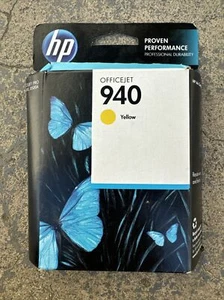 hp
PROVEN
PERFORMANCE
PROFESSIONAL DURABILITY
OFFICEJET
940
Yellow